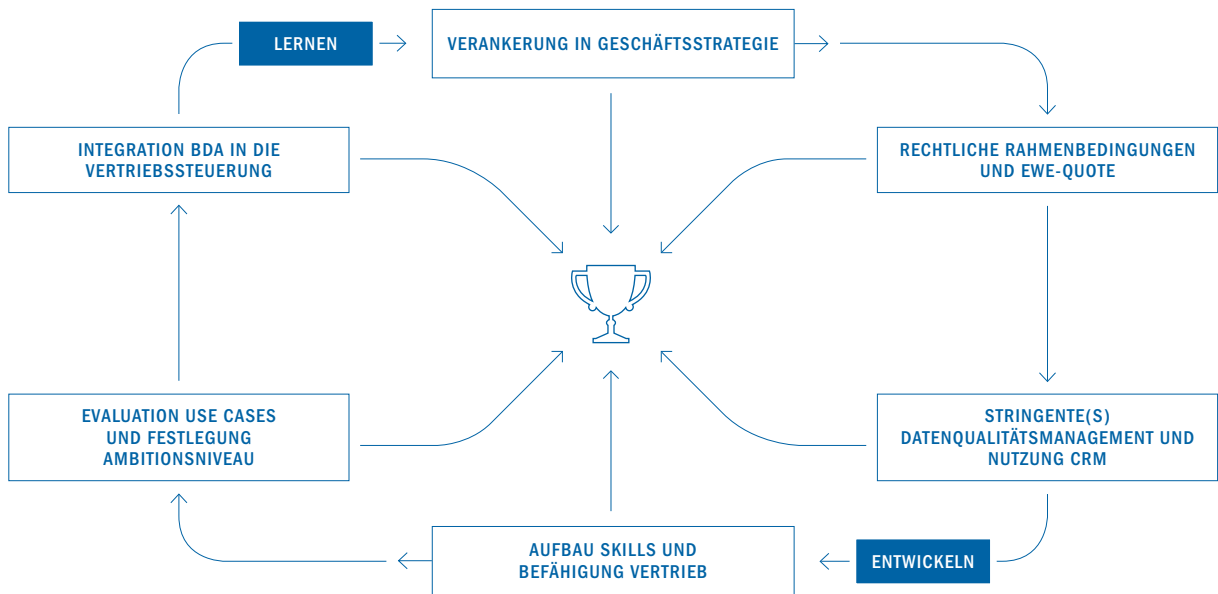 LERNEN
VERANKERUNG IN GESCHÄFTSSTRATEGIE
INTEGRATION BDA IN DIE
VERTRIEBSSTEUERUNG
RECHTLICHE RAHMENBEDINGUNGEN
UND EWE-QUOTE
EVALUATION USE CASES
UND FESTLEGUNG
AMBITIONSNIVEAU
STRINGENTE(S)
DATENQUALITÄTSMANAGEMENT UND
NUTZUNG CRM
AUFBAU SKILLS UND
BEFÄHIGUNG VERTRIEB
ENTWICKELN